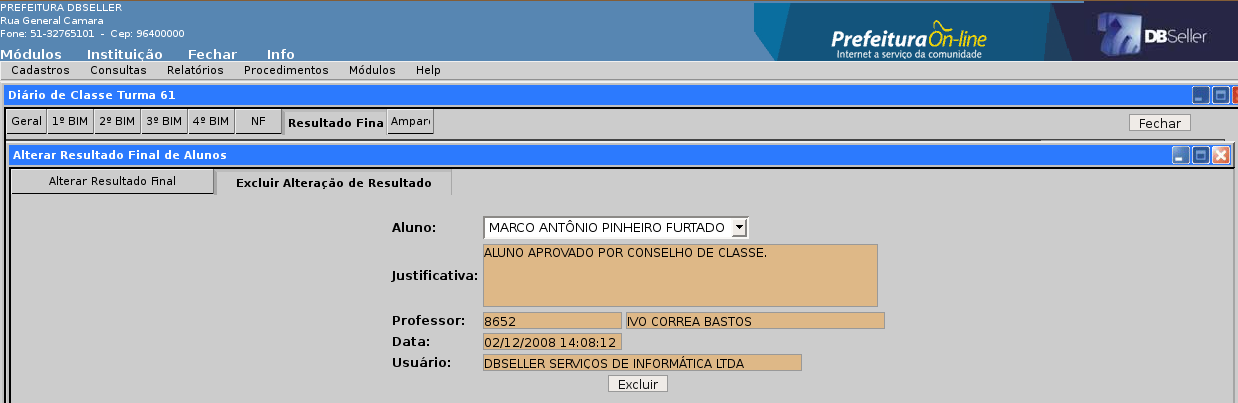 PREFEITURA DBSELLER
Rua General Camara
Fone: 51-32765101 - Cep: 96400000
Prefeitura On-line
Internet a serviço da comunidade
DBSeller
Módulos Instituição Fechar Info
Cadastros Consultas Relatórios Procedimentos Módulos Help
Diário de Classe Turma 61
Geral 1º BIM 2º BIM 3º BIM 4º BIM NF Resultado Fina Ampar
Fechar
Alterar Resultado Final de Alunos
Alterar Resultado Final Excluir Alteração de Resultado
Aluno: MARCO ANTÔNIO PINHEIRO FURTADO
Justificativa: ALUNO APROVADO POR CONSELHO DE CLASSE.
Professor: 8652 IVO CORREA BASTOS
Data: 02/12/2008 14:08:12
Usuário: DBSELLER SERVIÇOS DE INFORMÁTICA LTDA
Excluir